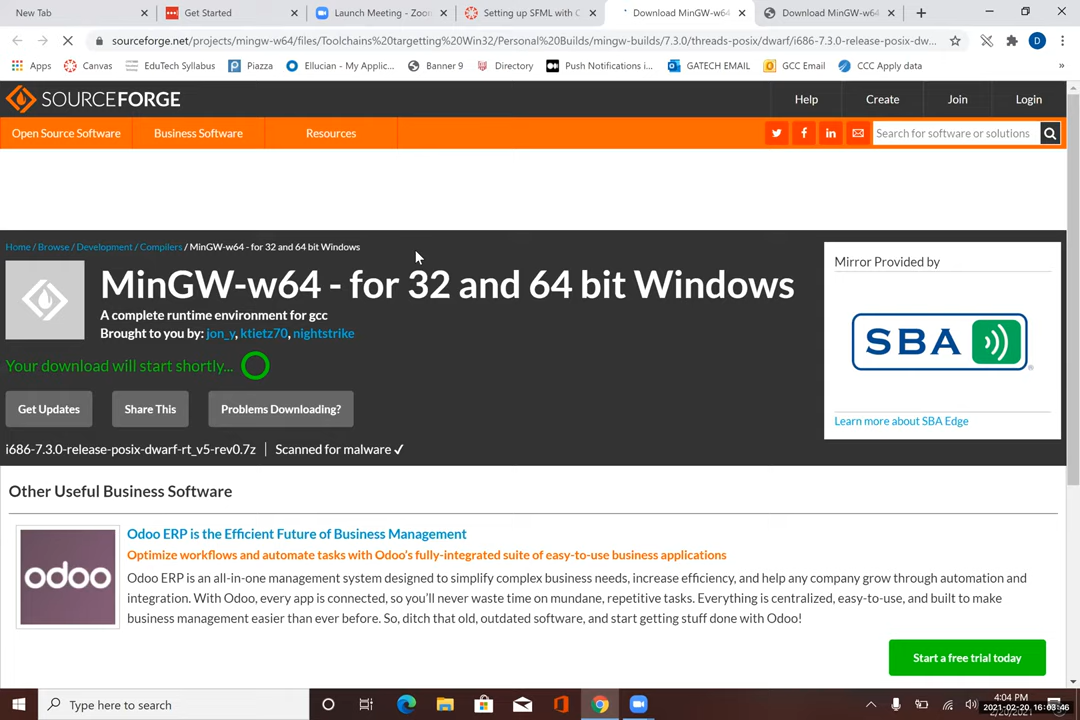 New Tab
Get Started
Launch Meeting - Zoom
Setting up SFML with C
Download MinGW-w64
Download MinGW-w64
sourceforge.net/projects/mingw-w64/files/Toolchains%20targetting%20Win32/Personal%20Builds/mingw-builds/7.3.0/threads-posix/dwarf/i686-7.3.0-release-posix-dw...
D
Apps
Canvas
EduTech Syllabus
Piazza
Ellucian - My Applic...
Banner 9
Directory
Push Notifications i...
GATECH EMAIL
GCC Email
CCC Apply data
»
SOURCEFORGE
Help
Create
Join
Login
Open Source Software
Business Software
Resources
Search for software or solutions
Home / Browse / Development / Compilers / MinGW-w64 - for 32 and 64 bit Windows
MinGW-w64 - for 32 and 64 bit Windows
A complete runtime environment for gcc
Brought to you by: jon_y, ktietz70, nightstrike
Your download will start shortly...
Get Updates
Share This
Problems Downloading?
i686-7.3.0-release-posix-dwarf-rt_v5-rev0.7z
Scanned for malware ✓
Mirror Provided by
SBA
Learn more about SBA Edge
Other Useful Business Software
odoo
Odoo ERP is the Efficient Future of Business Management
Optimize workflows and automate tasks with Odoo's fully-integrated suite of easy-to-use business applications
Odoo ERP is an all-in-one management system designed to simplify complex business needs, increase efficiency, and help any company grow through automation and
integration. With Odoo, every app is connected, so you'll never waste time on mundane, repetitive tasks. Everything is centralized, easy-to-use, and built to make
business management easier than ever before. So, ditch that old, outdated software, and start getting stuff done with Odoo!
Start a free trial today
Type here to search
4:04 PM
2021-02-20 16:03:46